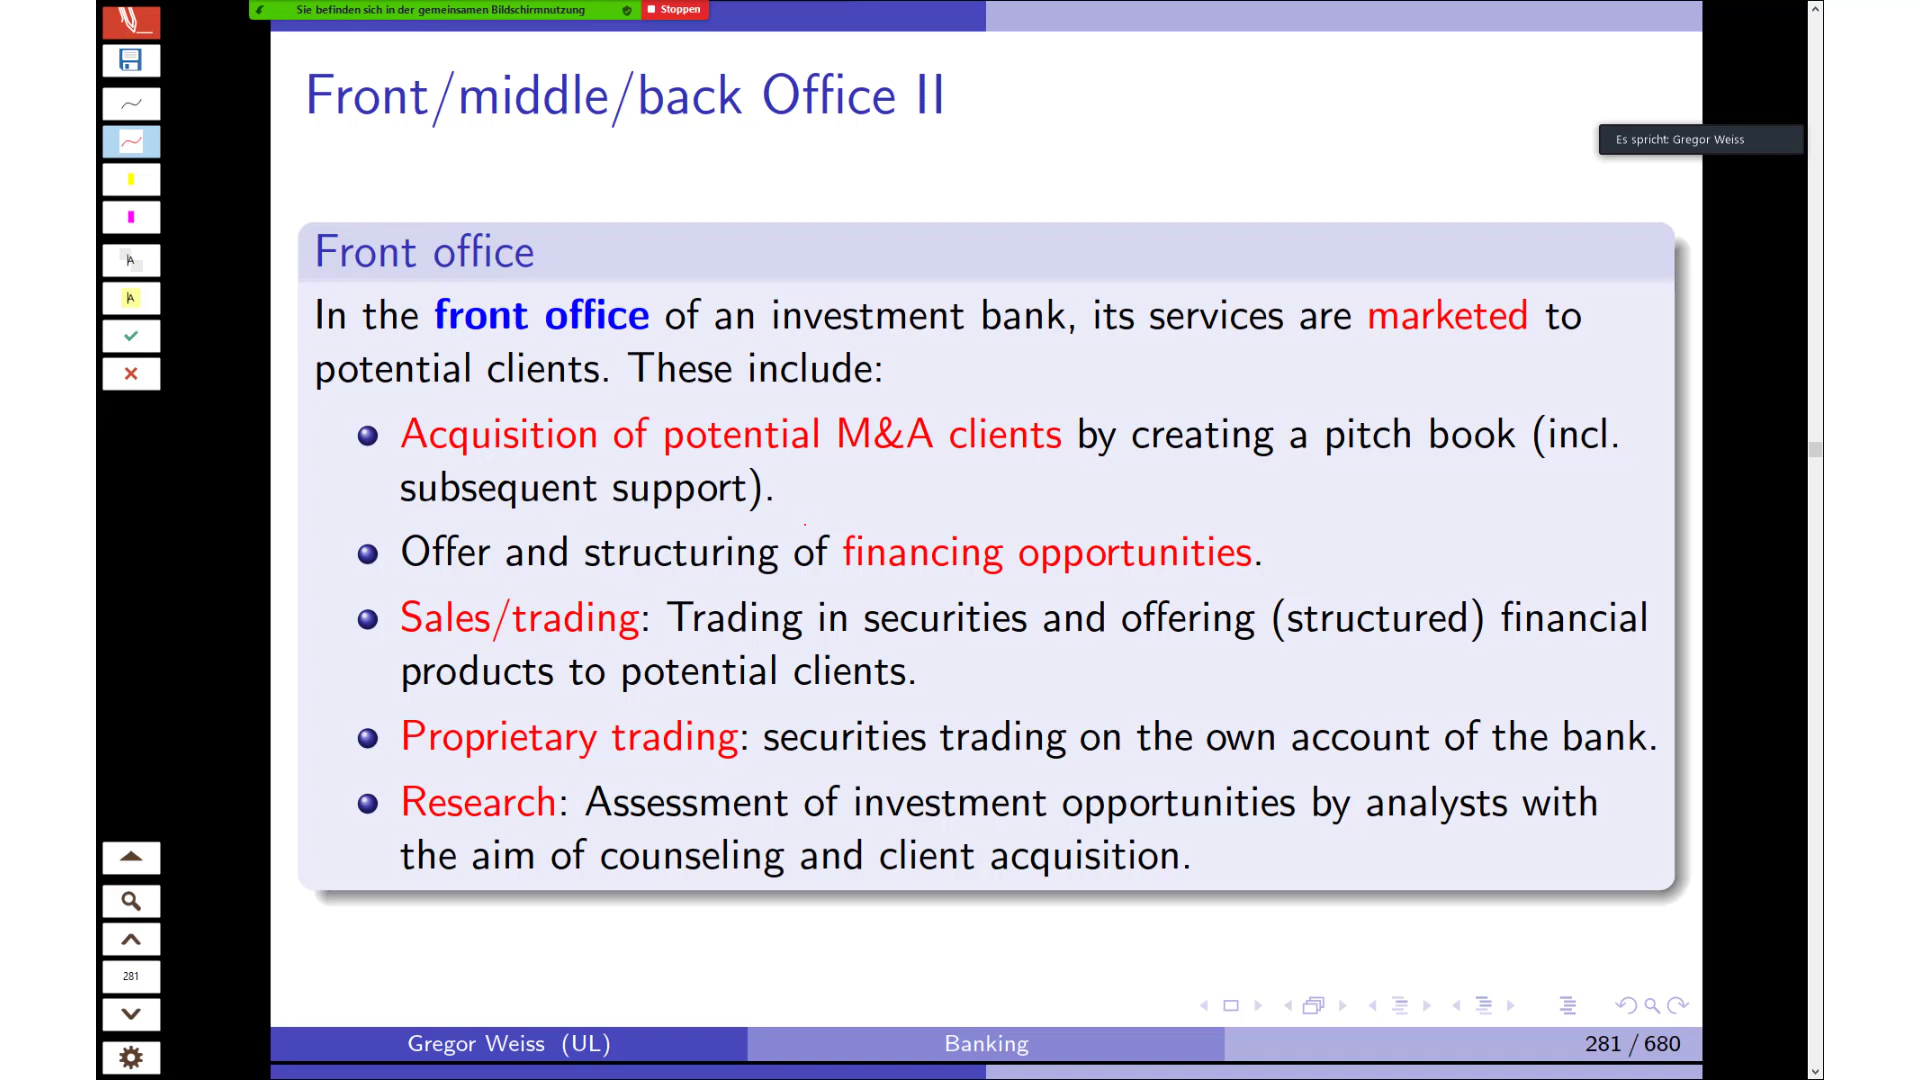 Sie befinden sich in der gemeinsamen Bildschirmnutzung
Stoppen
Front/middle/back Office II
Es spricht: Gregor Weiss
Front office
In the front office of an investment bank, its services are marketed to
potential clients. These include:
Acquisition of potential M&A clients by creating a pitch book (incl.
subsequent support).
Offer and structuring of financing opportunities.
Sales/trading: Trading in securities and offering (structured) financial
products to potential clients.
Proprietary trading: securities trading on the own account of the bank.
Research: Assessment of investment opportunities by analysts with
the aim of counseling and client acquisition.
A
A
281
Gregor Weiss (UL)
Banking
281 / 680